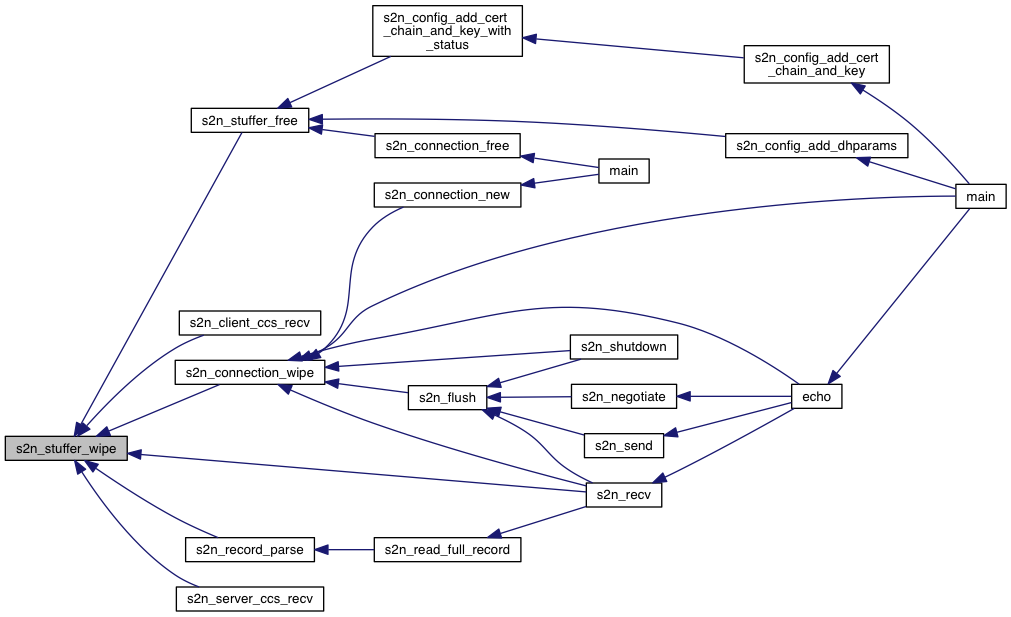 s2n_config_add_cert
_chain_and_key_with
_status
s2n_config_add_cert
_chain_and_key
s2n_stuffer_free
s2n_connection_free
s2n_config_add_dhparams
main
s2n_connection_new
main
s2n_client_ccs_recv
s2n_connection_wipe
s2n_shutdown
s2n_flush
s2n_negotiate
echo
s2n_stuffer_wipe
s2n_send
s2n_recv
s2n_record_parse
s2n_read_full_record
s2n_server_ccs_recv